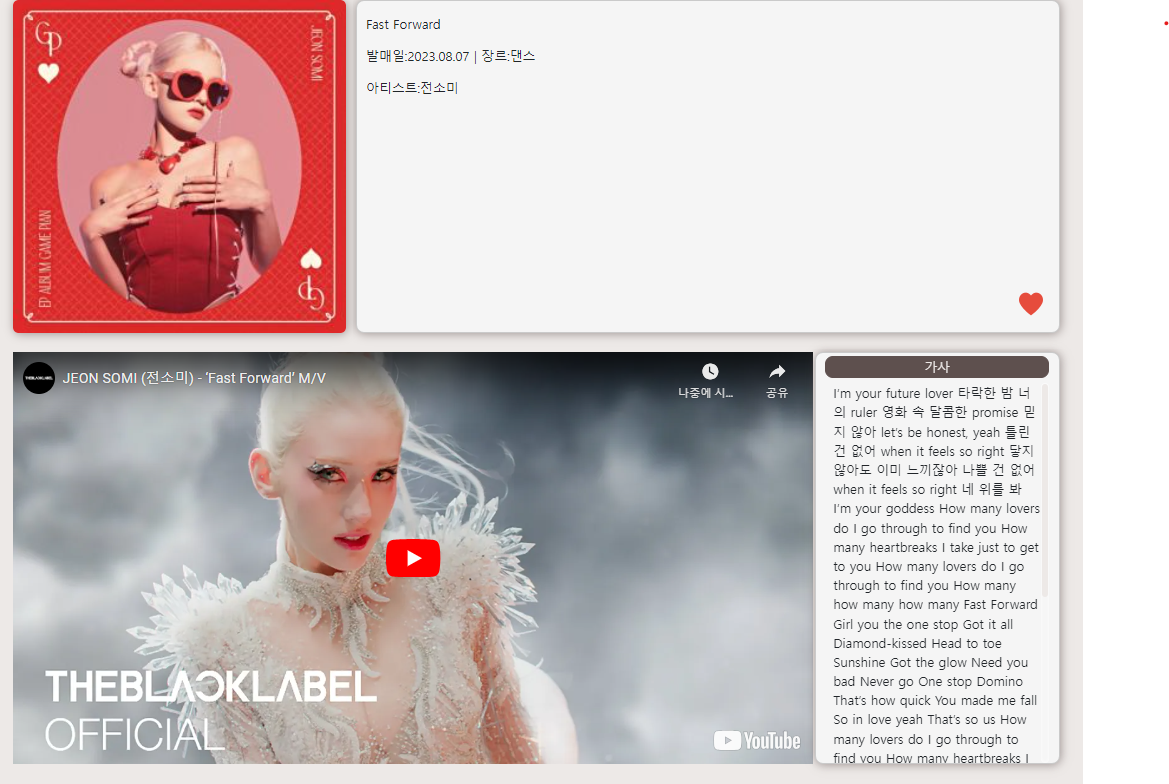 GP
JEON SOMI
EP ALBUM GAME PLAN
GP
Fast Forward
발매일:2023.08.07 | 장르:댄스
아티스트:전소미
THEBLACKLABEL
JEON SOMI (전소미) - 'Fast Forward' M/V
나중에 시...
공유
THEBLACKLABEL
OFFICIAL
YouTube
가사
I'm your future lover 타락한 밤 너
의 ruler 영화 속 달콤한 promise 믿
지 않아 let's be honest, yeah 틀린
건 없어 when it feels so right 닿지
않아도 이미 느끼잖아 나쁠 건 없어
when it feels so right 네 위를 봐
I'm your goddess How many lovers
do I go through to find you How
many heartbreaks I take just to get
to you How many lovers do I go
through to find you How many
how many how many Fast Forward
Girl you the one stop Got it all
Diamond-kissed Head to toe
Sunshine Got the glow Need you
bad Never go One stop Domino
That's how quick You made me fall
So in love yeah That's so us How
many lovers do I go through to
find you How many heartbreaks I